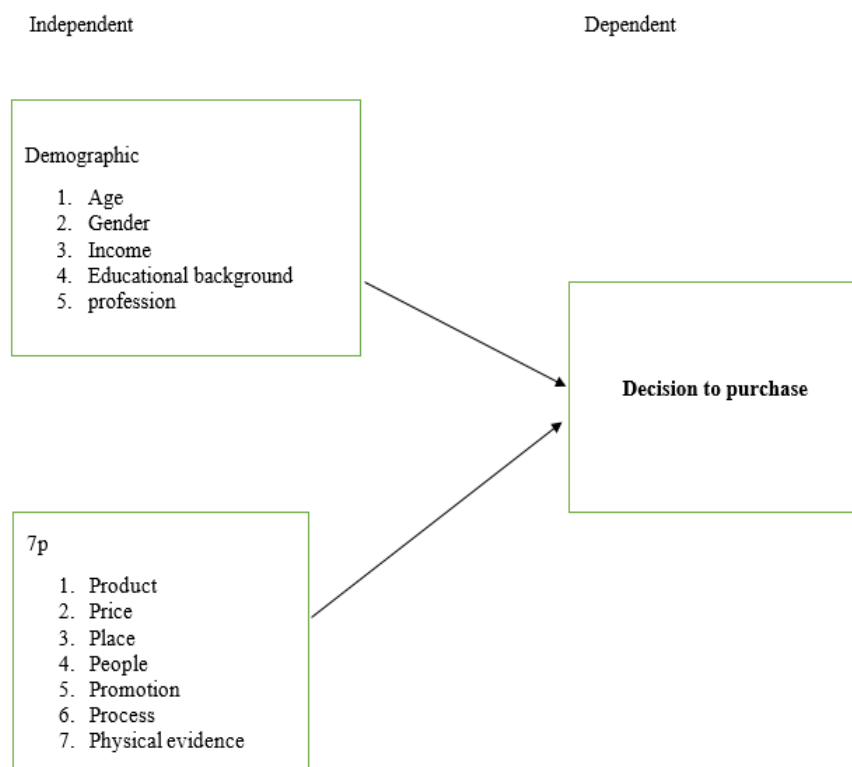 Independent
Dependent
Demographic
1. Age
2. Gender
3. Income
4. Educational background
5. profession
Decision to purchase
7p
1. Product
2. Price
3. Place
4. People
5. Promotion
6. Process
7. Physical evidence